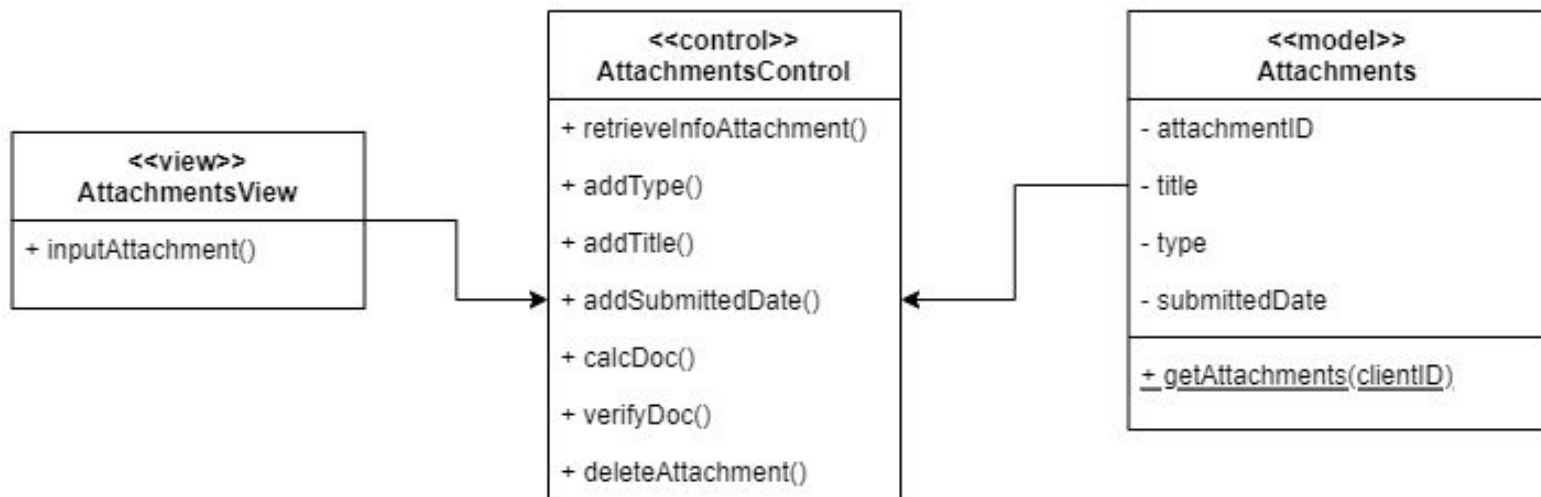 <<view>>
AttachmentsView
+ inputAttachment()
<<control>>
AttachmentsControl
+ retrieveInfoAttachment()
+ addType()
+ addTitle()
+ addSubmittedDate()
+ calcDoc()
+ verifyDoc()
+ deleteAttachment()
<<model>>
Attachments
- attachmentID
- title
- type
- submittedDate
+ getAttachments(clientID)